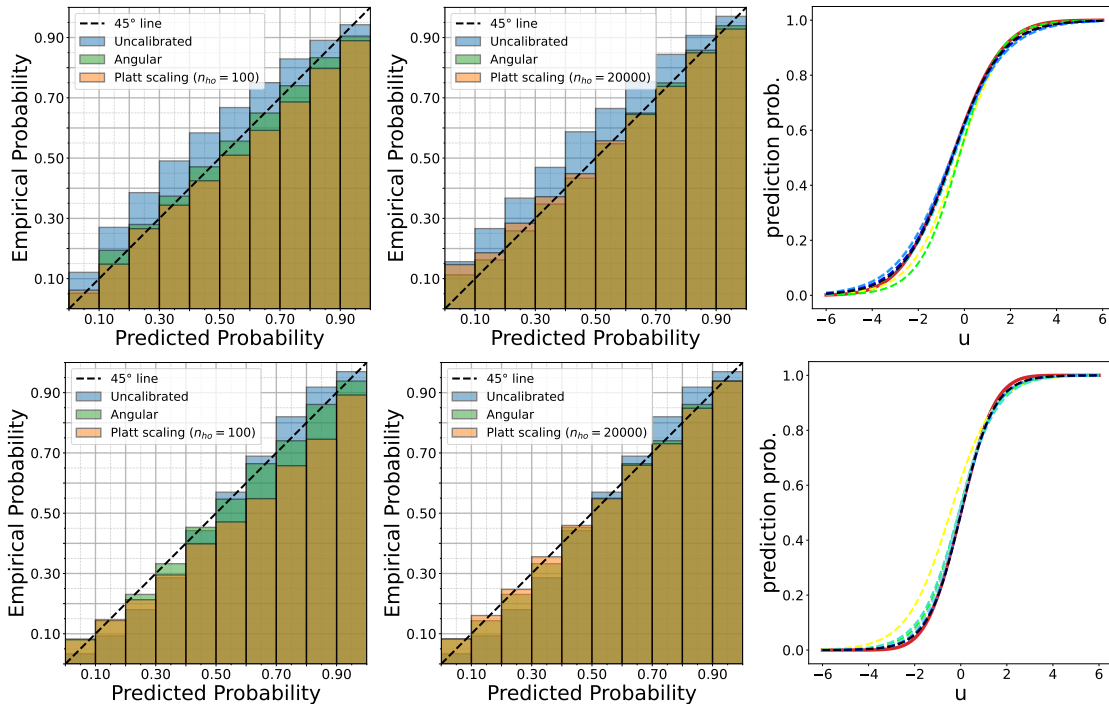 45° line
Uncalibrated
Angular
Platt scaling (n_ho = 100)
0.90
0.70
0.50
0.30
0.10
Empirical Probability
0.10 0.30 0.50 0.70 0.90
Predicted Probability
45° line
Uncalibrated
Angular
Platt scaling (n_ho = 20000)
0.90
0.70
0.50
0.30
0.10
Empirical Probability
0.10 0.30 0.50 0.70 0.90
Predicted Probability
1.0
0.8
0.6
0.4
0.2
0.0
prediction prob.
−6 −4 −2 0 2 4 6
u
45° line
Uncalibrated
Angular
Platt scaling (n_ho = 100)
0.90
0.70
0.50
0.30
0.10
Empirical Probability
0.10 0.30 0.50 0.70 0.90
Predicted Probability
45° line
Uncalibrated
Angular
Platt scaling (n_ho = 20000)
0.90
0.70
0.50
0.30
0.10
Empirical Probability
0.10 0.30 0.50 0.70 0.90
Predicted Probability
1.0
0.8
0.6
0.4
0.2
0.0
prediction prob.
−6 −4 −2 0 2 4 6
u